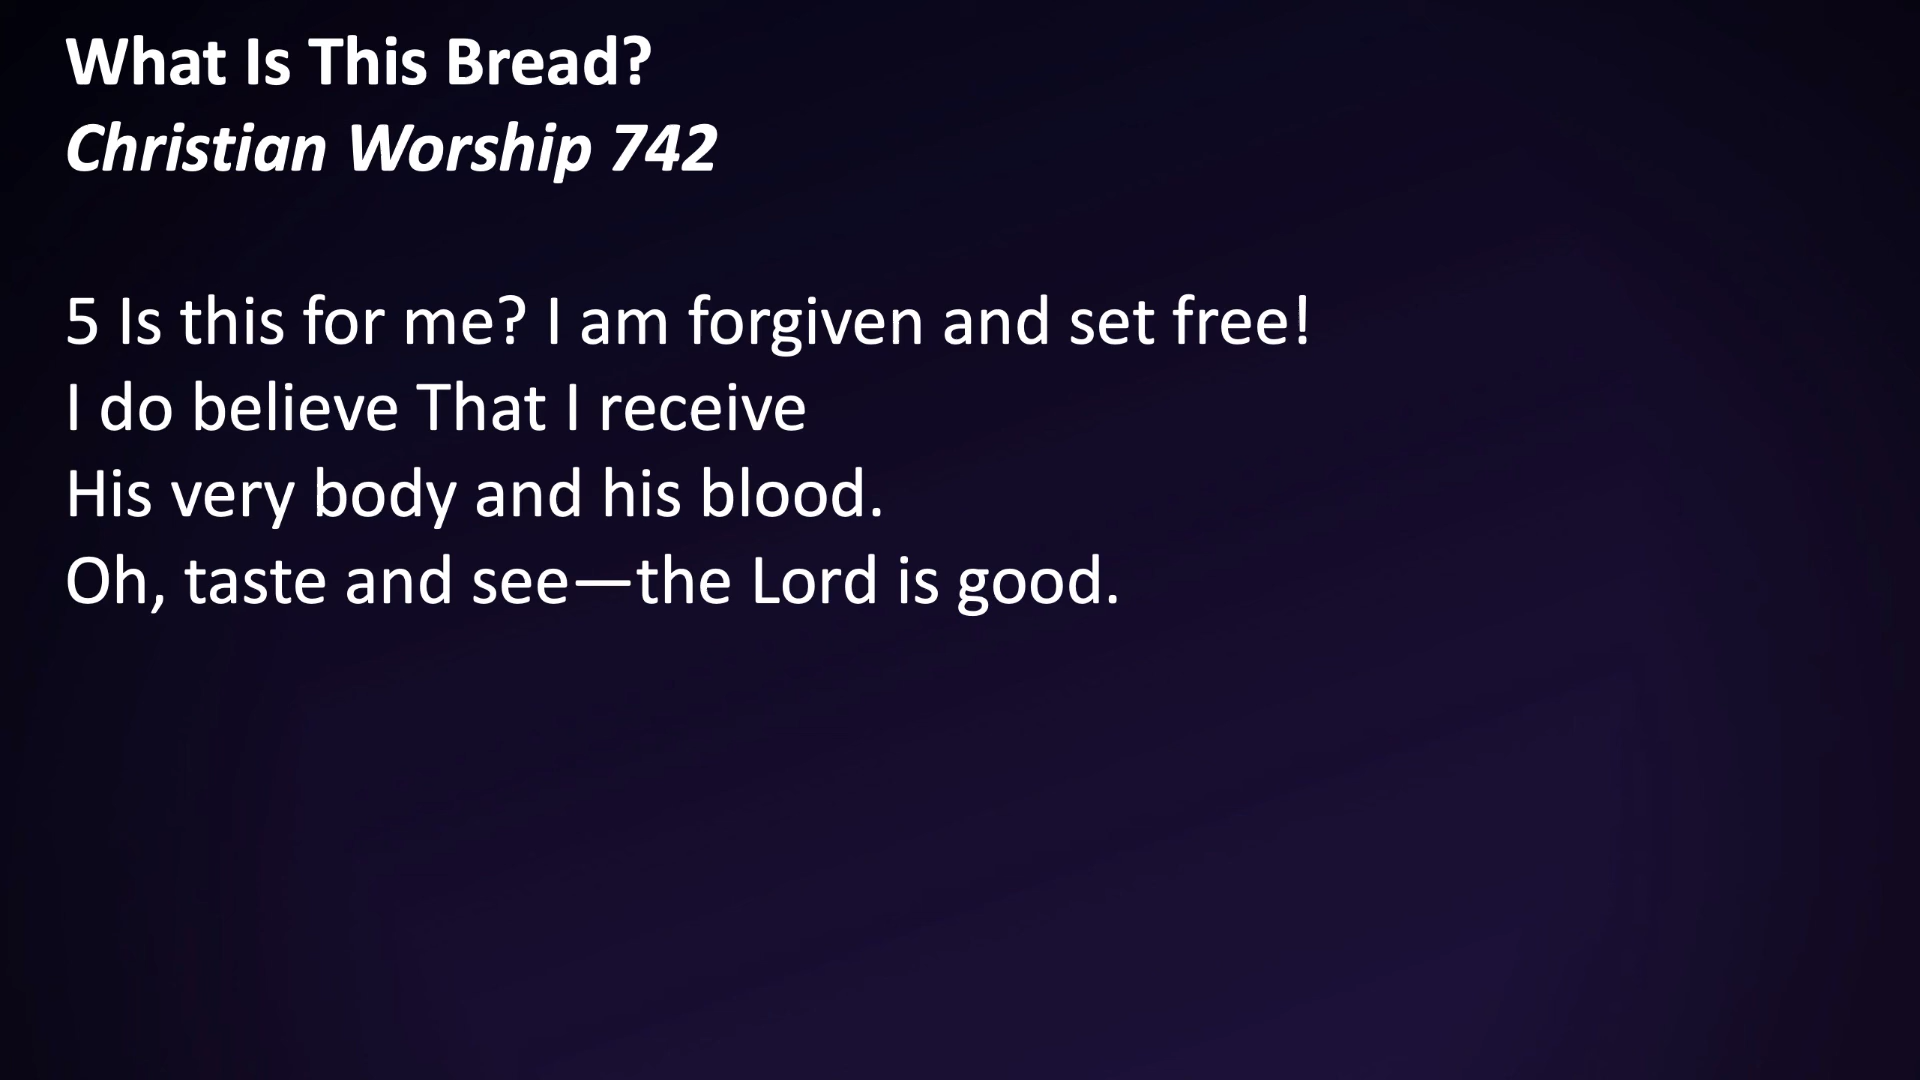 What Is This Bread?
Christian Worship 742
5 Is this for me? I am forgiven and set free!
I do believe That I receive
His very body and his blood.
Oh, taste and see—the Lord is good.